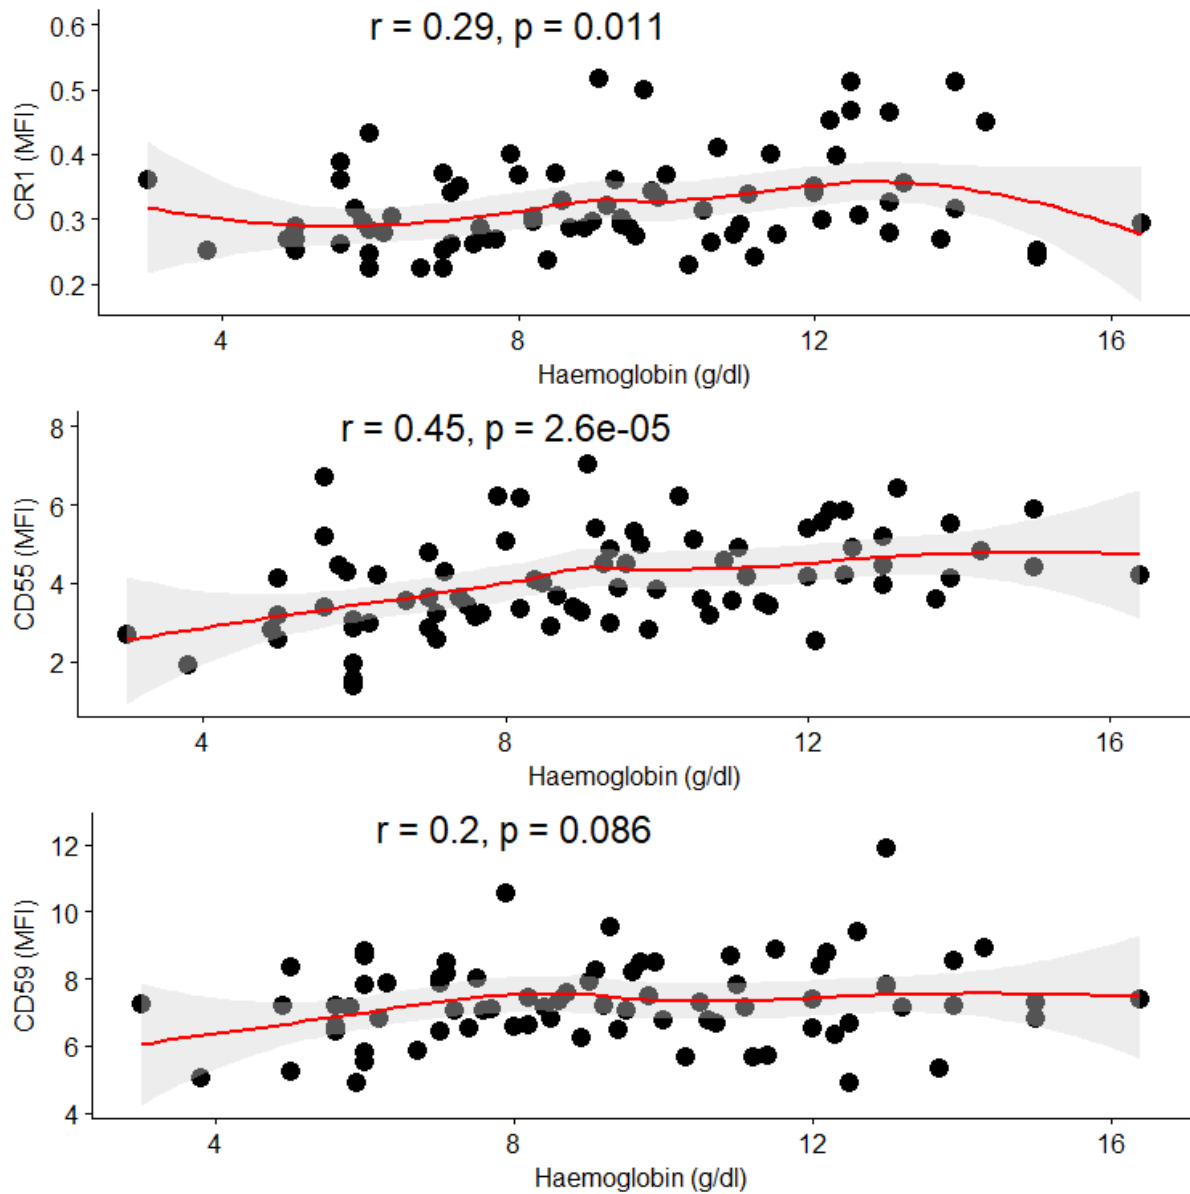 r = 0.29, p = 0.011
0.6
0.5
0.4
0.3
0.2
CR1 (MFI)
4 8 12 16
Haemoglobin (g/dl)
r = 0.45, p = 2.6e-05
8
6
4
2
CD55 (MFI)
4 8 12 16
Haemoglobin (g/dl)
r = 0.2, p = 0.086
12
10
8
6
4
CD59 (MFI)
4 8 12 16
Haemoglobin (g/dl)